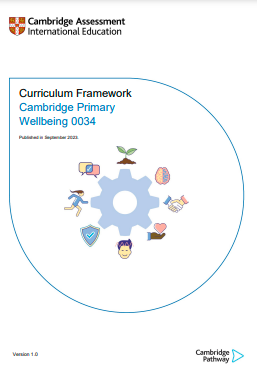 Cambridge Assessment
International Education
Curriculum Framework
Cambridge Primary
Wellbeing 0034
Published in September 2023.
Version 1.0
Cambridge
Pathway